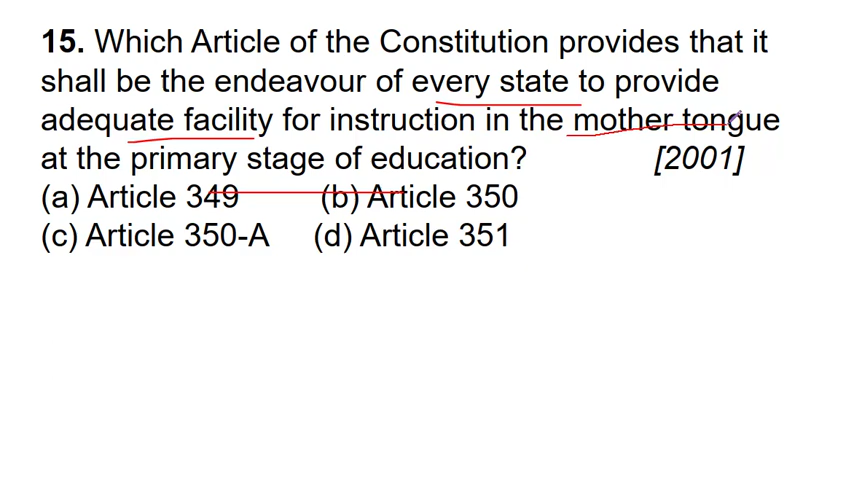 15. Which Article of the Constitution provides that it
shall be the endeavour of every state to provide
adequate facility for instruction in the mother tongue
at the primary stage of education? [2001]
(a) Article 349 (b) Article 350
(c) Article 350-A (d) Article 351